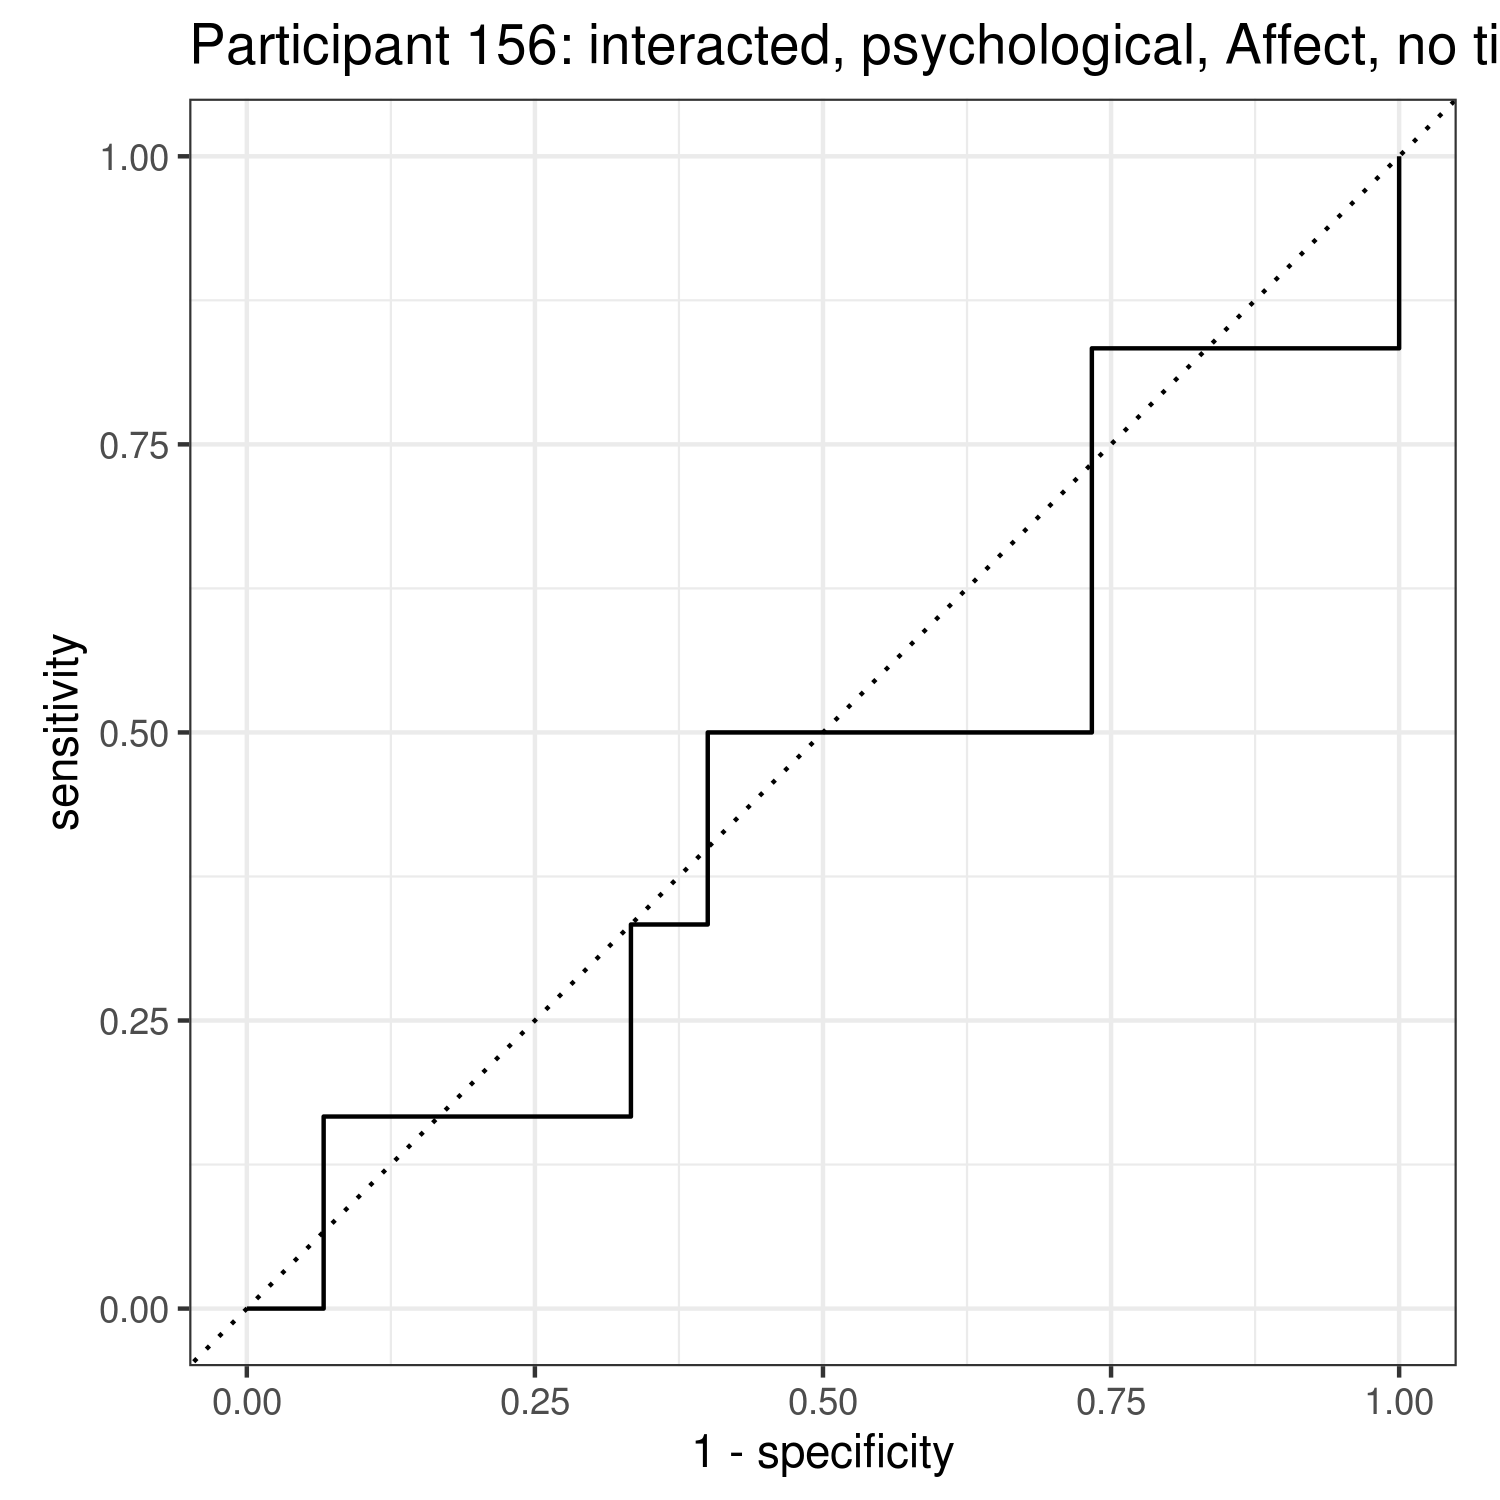 Participant 156: interacted, psychological, Affect, no ti
1.00
0.75
0.50
0.25
0.00
sensitivity
0.00 0.25 0.50 0.75 1.00
1 - specificity